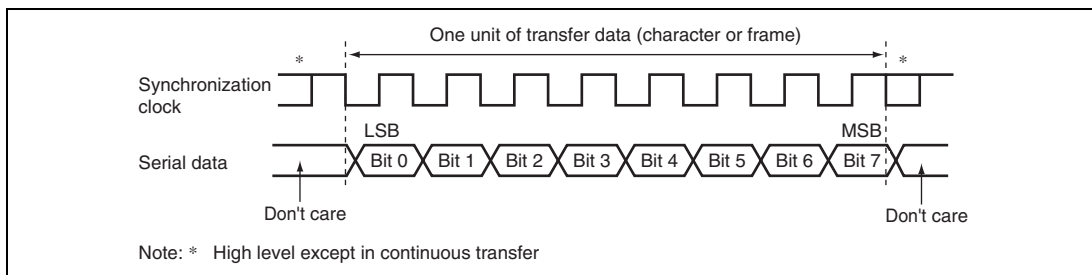 One unit of transfer data (character or frame)
* *
Synchronization
clock
LSB MSB
Serial data Bit 0 Bit 1 Bit 2 Bit 3 Bit 4 Bit 5 Bit 6 Bit 7
Don't care Don't care
Note: * High level except in continuous transfer